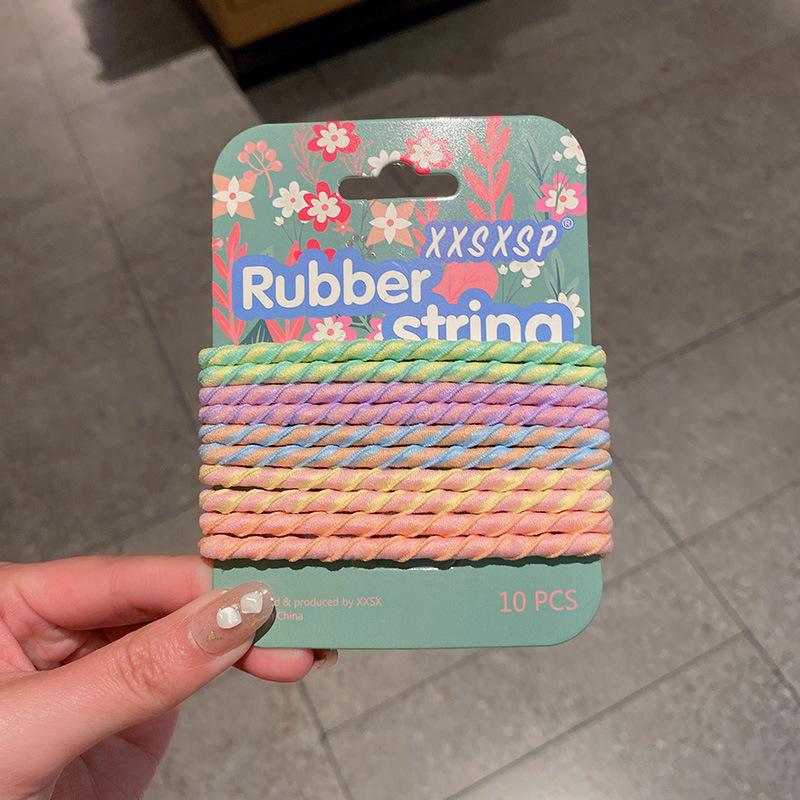 XXSXSP®
Rubber
string
d & produced by XXSX
China
10 PCS